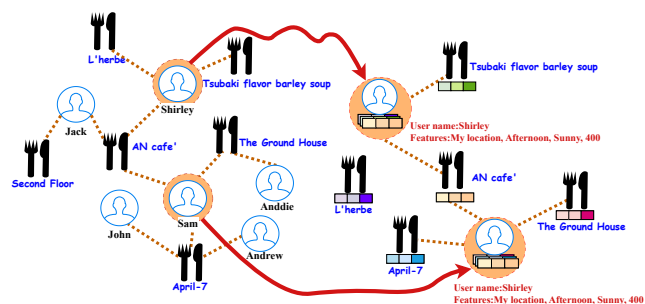 L'herbe
Tsubaki flavor barley soup
Shirley
Jack
AN cafe'
The Ground House
Second Floor
Anddie
John
Sam
Andrew
April-7
Tsubaki flavor barley soup
User name:Shirley
Features:My location, Afternoon, Sunny, 400
AN cafe'
L'herbe
The Ground House
April-7
User name:Shirley
Features:My location, Afternoon, Sunny, 400